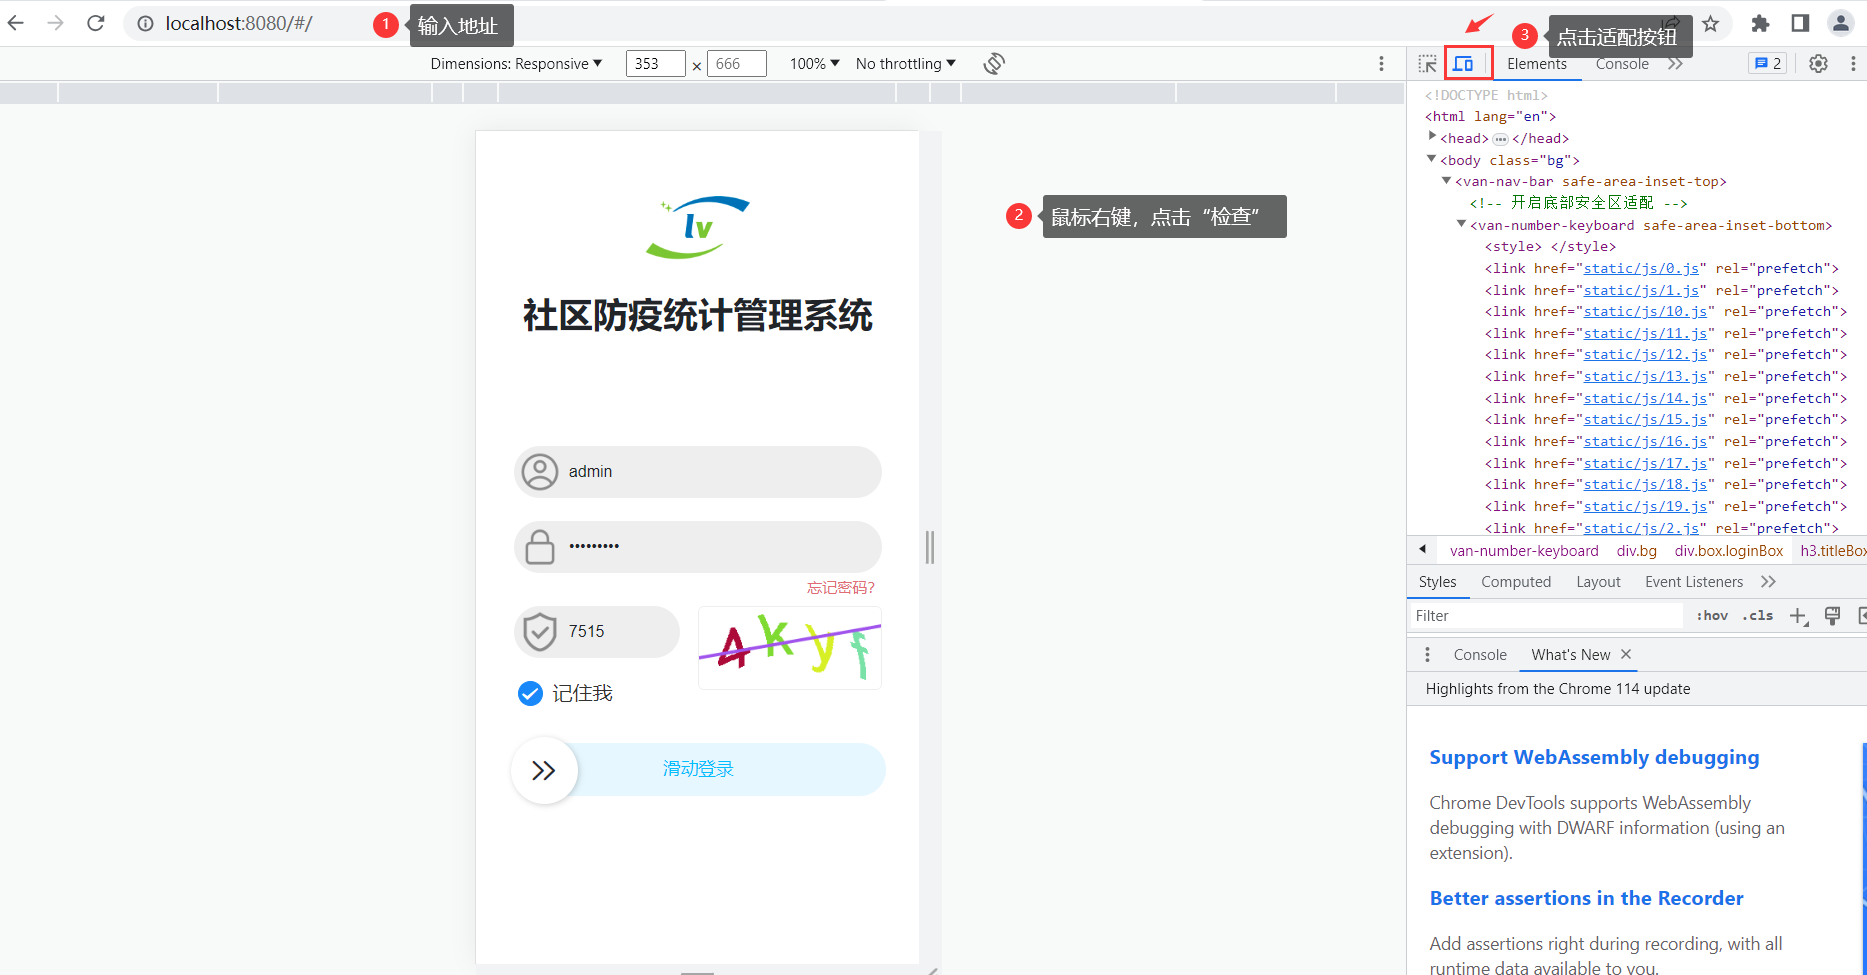 localhost:8080/#/
1 输入地址
3 点击适配按钮
Dimensions: Responsive 353 × 666 100% No throttling
Elements Console 2
<!DOCTYPE html>
<html lang="en">
<head> ··· </head>
<body class="bg">
<van-nav-bar safe-area-inset-top>
<!-- 开启底部安全区适配 -->
<van-number-keyboard safe-area-inset-bottom>
<style> </style>
<link href="static/js/0.js" rel="prefetch">
<link href="static/js/1.js" rel="prefetch">
<link href="static/js/10.js" rel="prefetch">
<link href="static/js/11.js" rel="prefetch">
<link href="static/js/12.js" rel="prefetch">
<link href="static/js/13.js" rel="prefetch">
<link href="static/js/14.js" rel="prefetch">
<link href="static/js/15.js" rel="prefetch">
<link href="static/js/16.js" rel="prefetch">
<link href="static/js/17.js" rel="prefetch">
<link href="static/js/18.js" rel="prefetch">
<link href="static/js/19.js" rel="prefetch">
<link href="static/js/2.js" rel="prefetch">
van-number-keyboard div.bg div.box.loginBox h3.titleBox
Styles Computed Layout Event Listeners
Filter :hov .cls
Console What's New
Highlights from the Chrome 114 update
Support WebAssembly debugging
Chrome DevTools supports WebAssembly
debugging with DWARF information (using an
extension).
Better assertions in the Recorder
Add assertions right during recording, with all
runtime data available to you.
2 鼠标右键，点击“检查”
lv
社区防疫统计管理系统
admin
•••••••••
忘记密码?
7515
AKyf
记住我
滑动登录